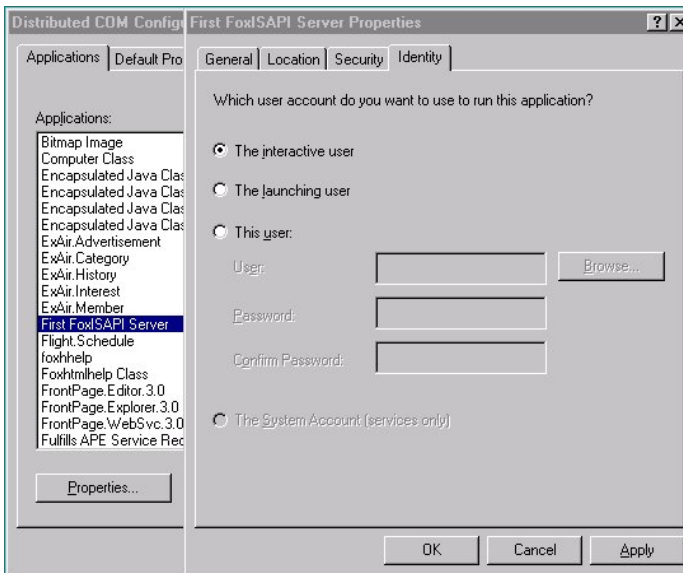 Distributed COM Config
First FoxISAPI Server Properties
Applications
Default Pro
Applications:
Bitmap Image
Computer Class
Encapsulated Java Clas
Encapsulated Java Clas
Encapsulated Java Clas
Encapsulated Java Clas
ExAir.Advertisement
ExAir.Category
ExAir.History
ExAir.Interest
ExAir.Member
First FoxISAPI Server
Flight.Schedule
foxhhelp
Foxhtmlhelp Class
FrontPage.Editor.3.0
FrontPage.Explorer.3.0
FrontPage.WebSvc.3.0
Fulfills APE Service Rec
Properties...
General
Location
Security
Identity
Which user account do you want to use to run this application?
The interactive user
The launching user
This user:
User:
Browse...
Password:
Confirm Password:
The System Account (services only)
OK
Cancel
Apply